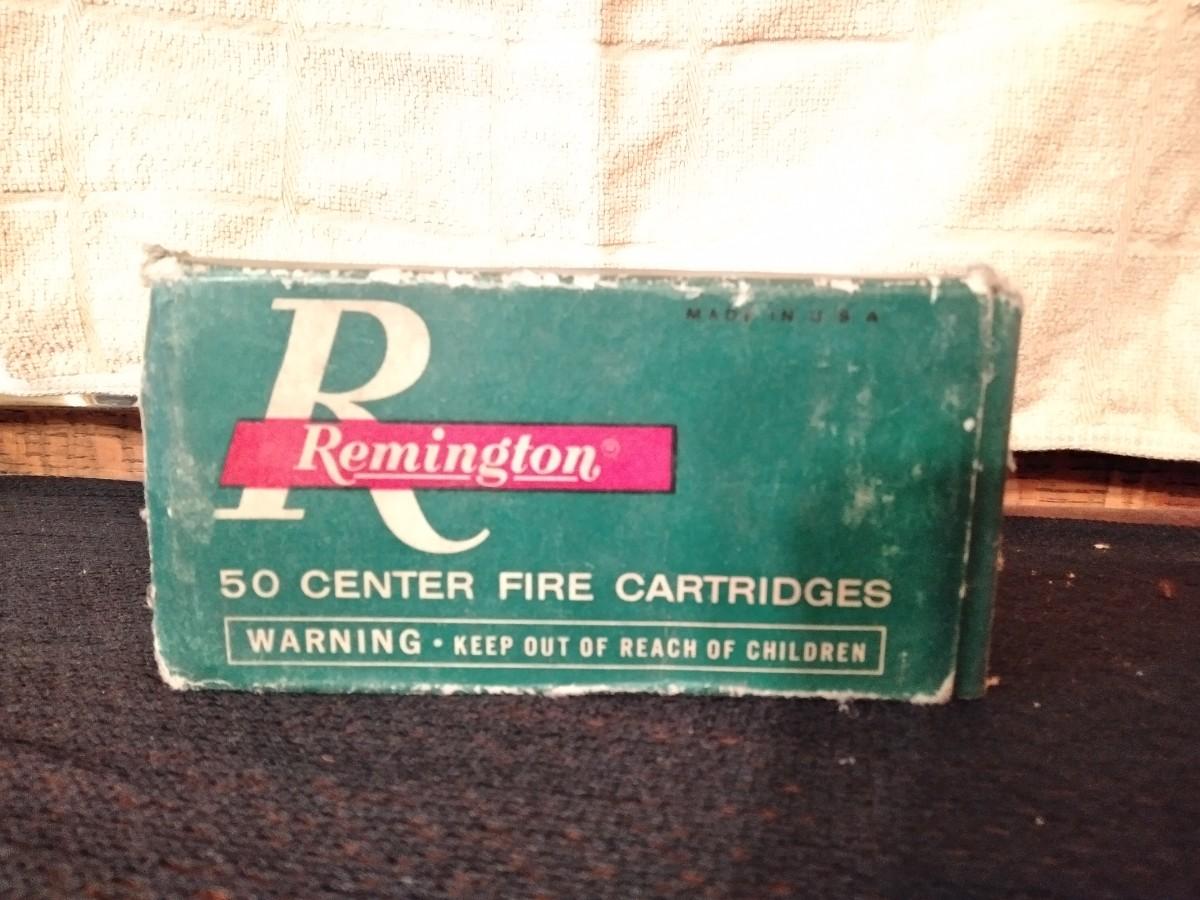 MADE IN U S A
R
Remington®
50 CENTER FIRE CARTRIDGES
WARNING • KEEP OUT OF REACH OF CHILDREN